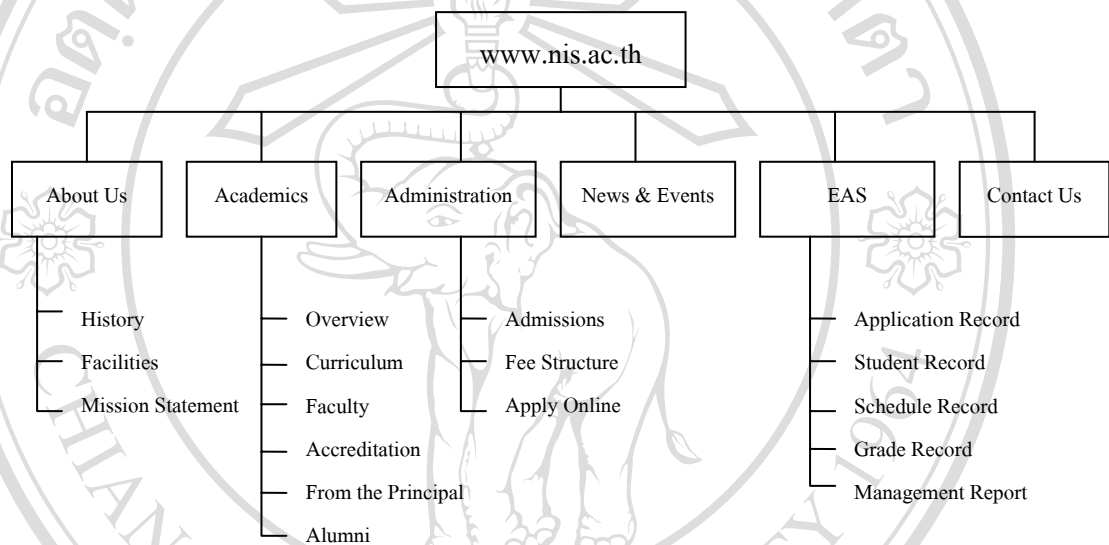 www.nis.ac.th
About Us
Academics
Administration
News & Events
EAS
Contact Us
History
Facilities
Mission Statement
Overview
Curriculum
Faculty
Accreditation
From the Principal
Alumni
Admissions
Fee Structure
Apply Online
Application Record
Student Record
Schedule Record
Grade Record
Management Report
1964